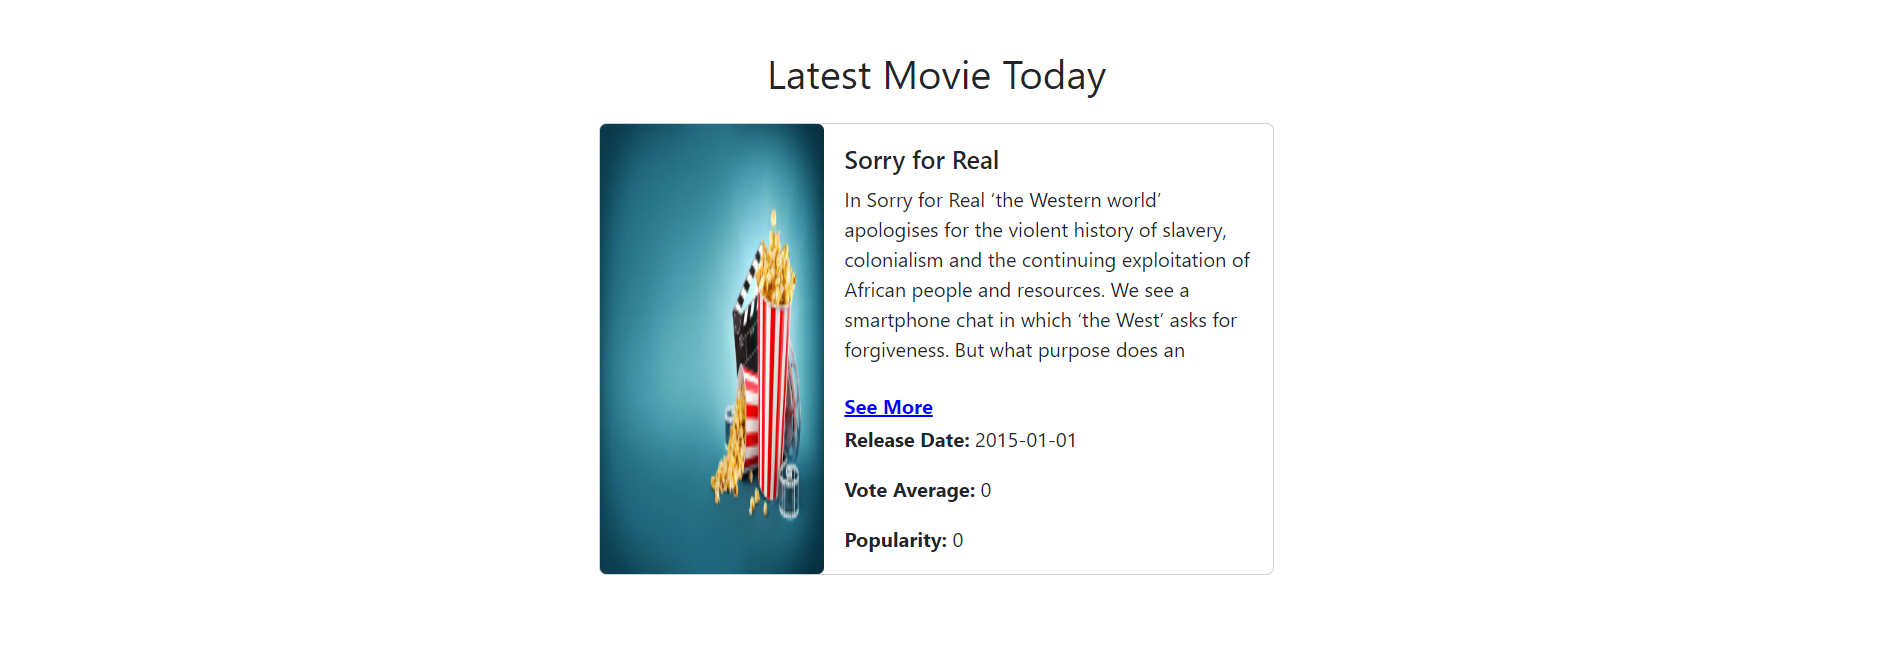 Latest Movie Today
Sorry for Real
In Sorry for Real ‘the Western world’
apologises for the violent history of slavery,
colonialism and the continuing exploitation of
African people and resources. We see a
smartphone chat in which ‘the West’ asks for
forgiveness. But what purpose does an
See More
Release Date: 2015-01-01
Vote Average: 0
Popularity: 0